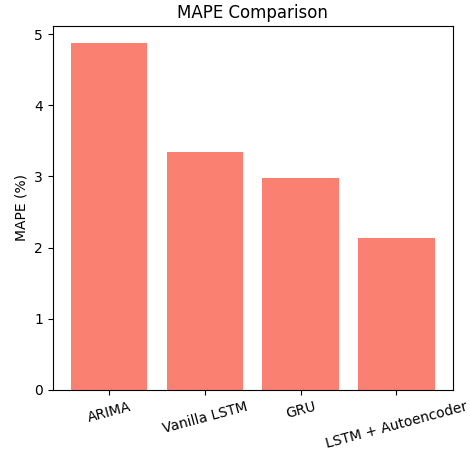 MAPE Comparison
MAPE (%)
5
4
3
2
1
0
ARIMA
Vanilla LSTM
GRU
LSTM + Autoencoder